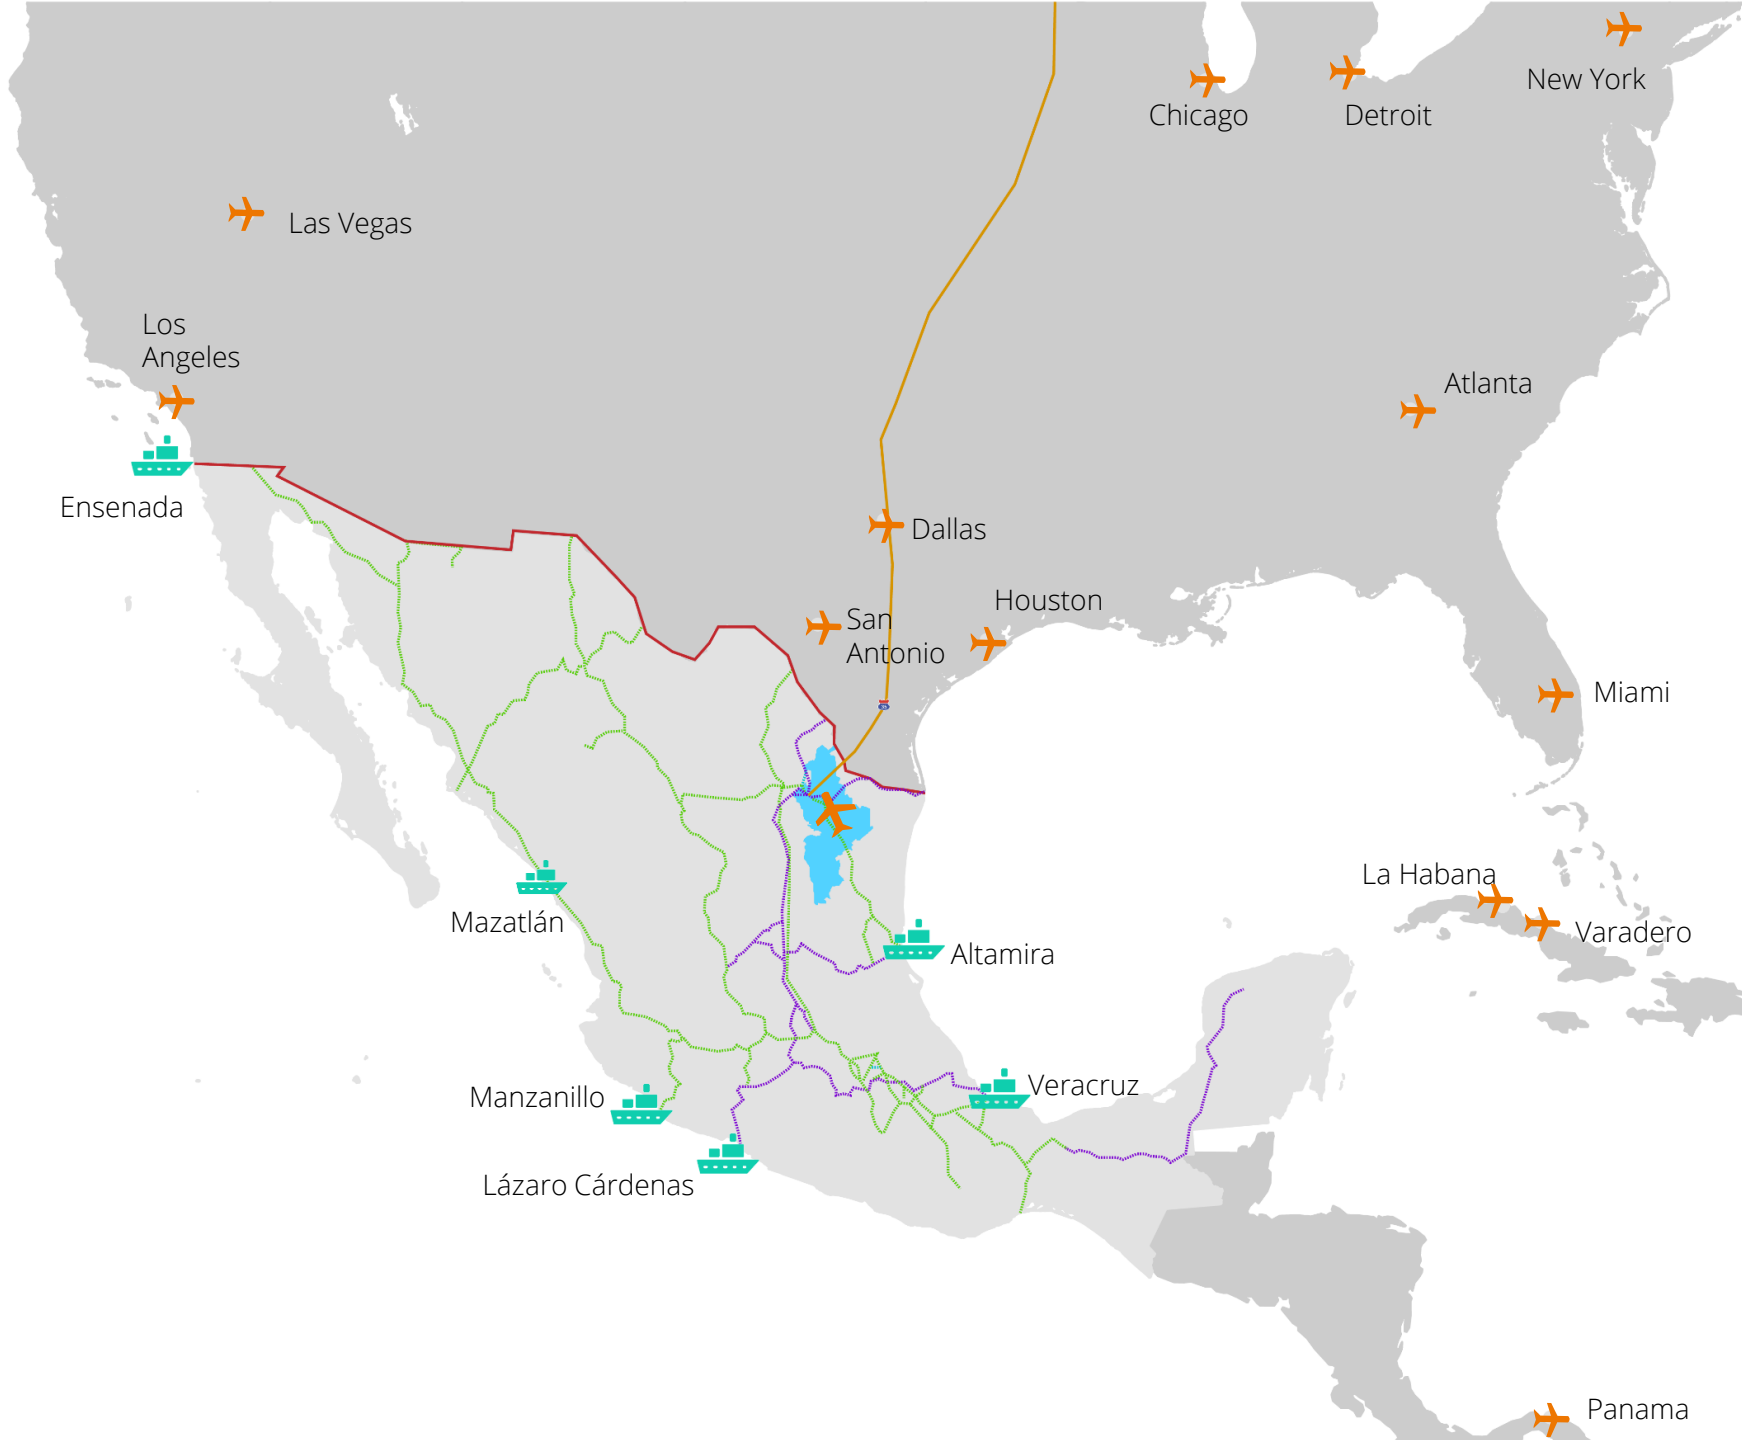 New York
Chicago
Detroit
Las Vegas
Los
Angeles
Atlanta
Ensenada
Dallas
Houston
San
Antonio
Miami
La Habana
Mazatlán
Varadero
Altamira
Manzanillo
Veracruz
Lázaro Cárdenas
Panama